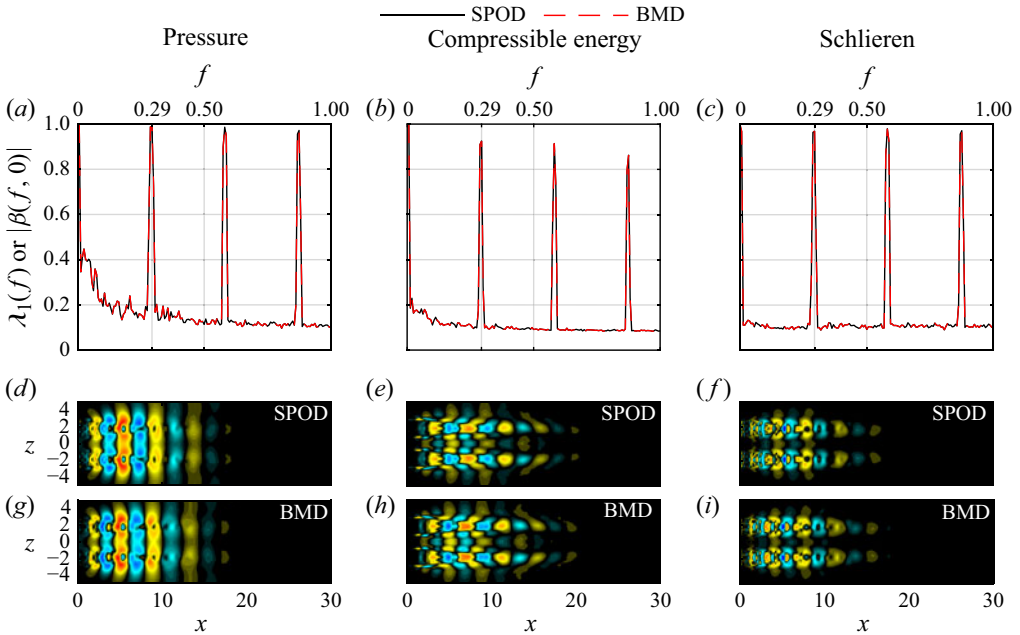 SPOD BMD
Pressure Compressible energy Schlieren
f f f
(a) 0 0.29 0.50 1.00 (b) 0 0.29 0.50 1.00 (c) 0 0.29 0.50 1.00
1.0
0.8
0.6
0.4
0.2
0
λ1(f) or |β(f, 0)|
(d) 4 2 0 −2 −4 z SPOD (e) SPOD (f) SPOD
(g) 4 2 0 −2 −4 z BMD (h) BMD (i) BMD
0 10 20 30 0 10 20 30 0 10 20 30
x x x